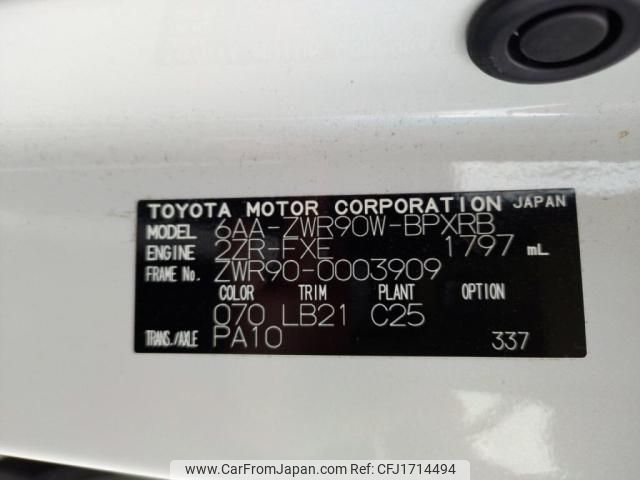 TOYOTA MOTOR CORPORATION JAPAN
MODEL 6AA-ZWR90W-BPXRB
ENGINE 2ZR-FXE 1797 mL
FRAME No. ZWR90-0003909
COLOR TRIM PLANT OPTION
070 LB21 C25
TRANS./AXLE PA10 337
www.CarFromJapan.com Ref No: CFJ1714494